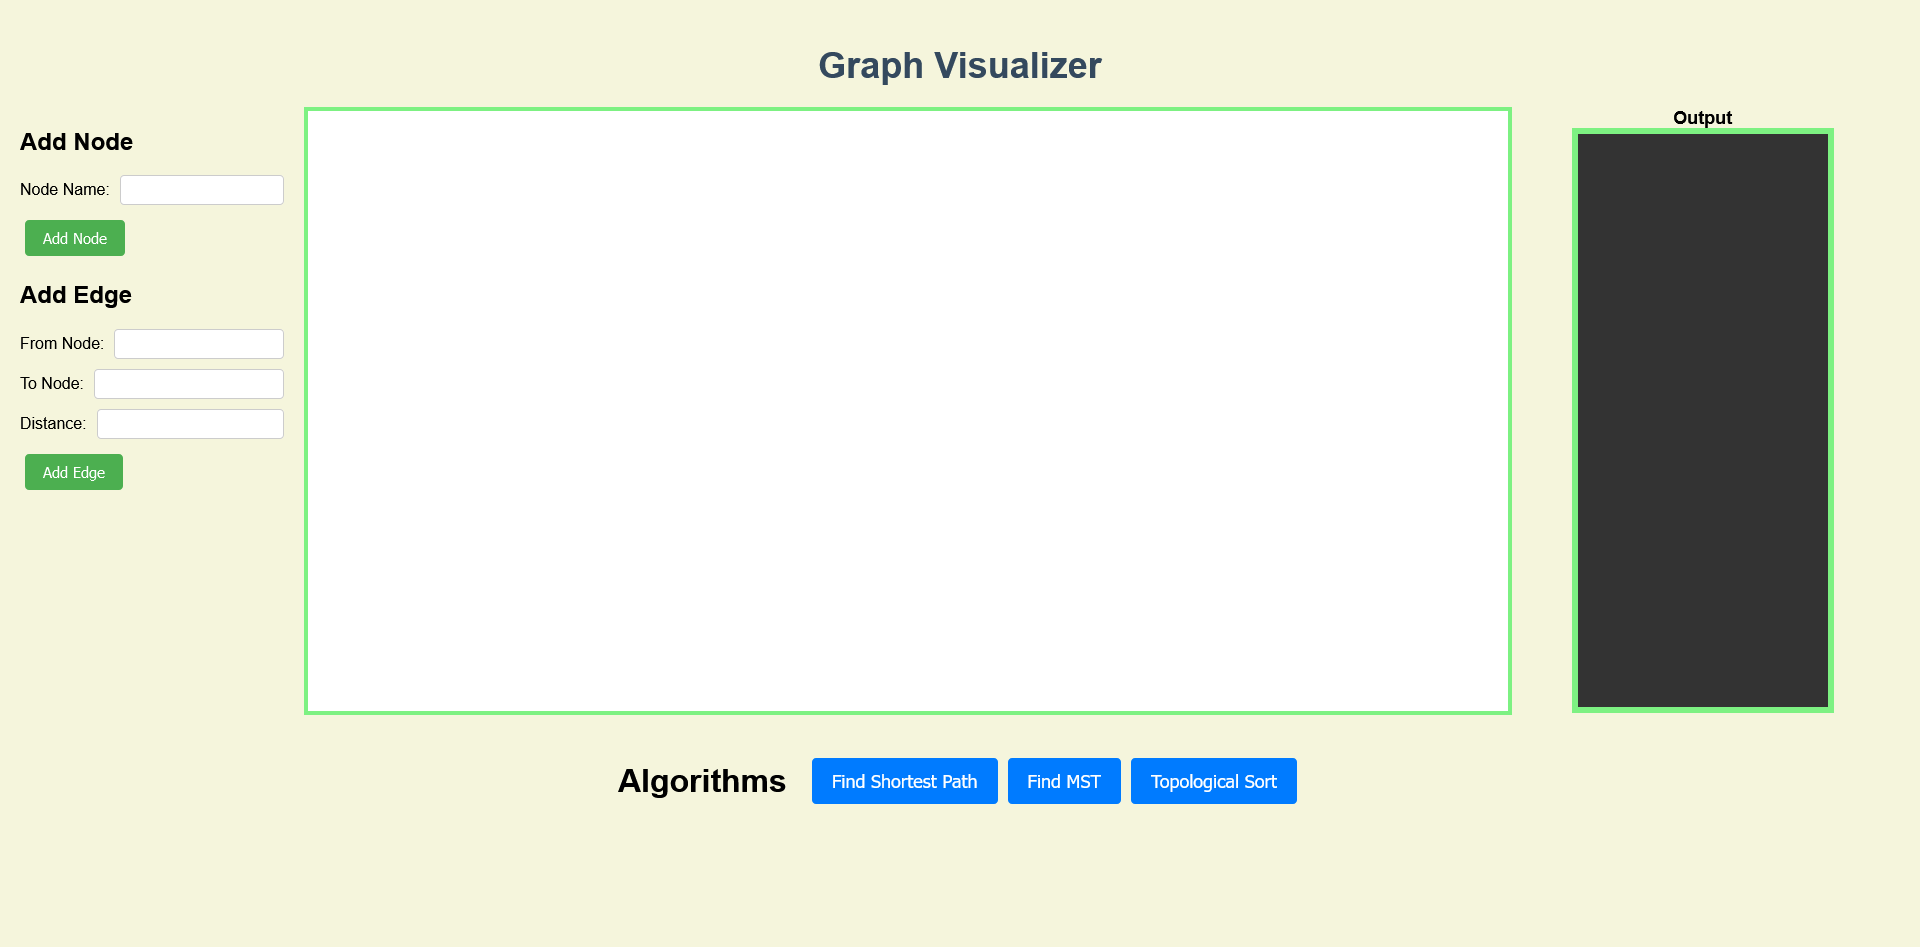 Graph Visualizer
Add Node
Node Name:
Add Node
Add Edge
From Node:
To Node:
Distance:
Add Edge
Output
Algorithms Find Shortest Path Find MST Topological Sort